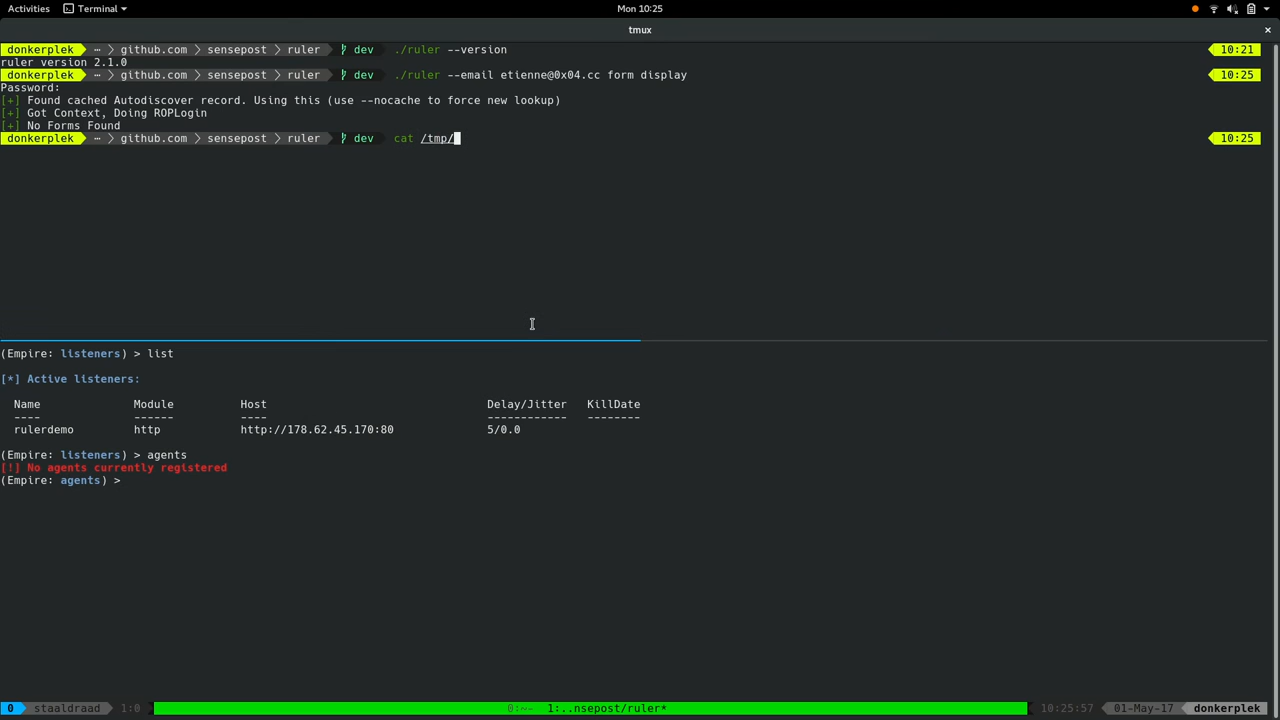 Activities Terminal Mon 10:25
tmux
donkerplek ⋯ github.com sensepost ruler dev ./ruler --version 10:21
ruler version 2.1.0
donkerplek ⋯ github.com sensepost ruler dev ./ruler --email etienne@0x04.cc form display 10:25
Password:
[+] Found cached Autodiscover record. Using this (use --nocache to force new lookup)
[+] Got Context, Doing ROPLogin
[+] No Forms Found
donkerplek ⋯ github.com sensepost ruler dev cat /tmp/ 10:25
(Empire: listeners) > list
[*] Active listeners:
Name Module Host Delay/Jitter KillDate
---- ------ ---- ------------ --------
rulerdemo http http://178.62.45.170:80 5/0.0
(Empire: listeners) > agents
[!] No agents currently registered
(Empire: agents) >
0 staaldraad 1:0 0:~- 1:..nsepost/ruler* 10:25:57 01-May-17 donkerplek